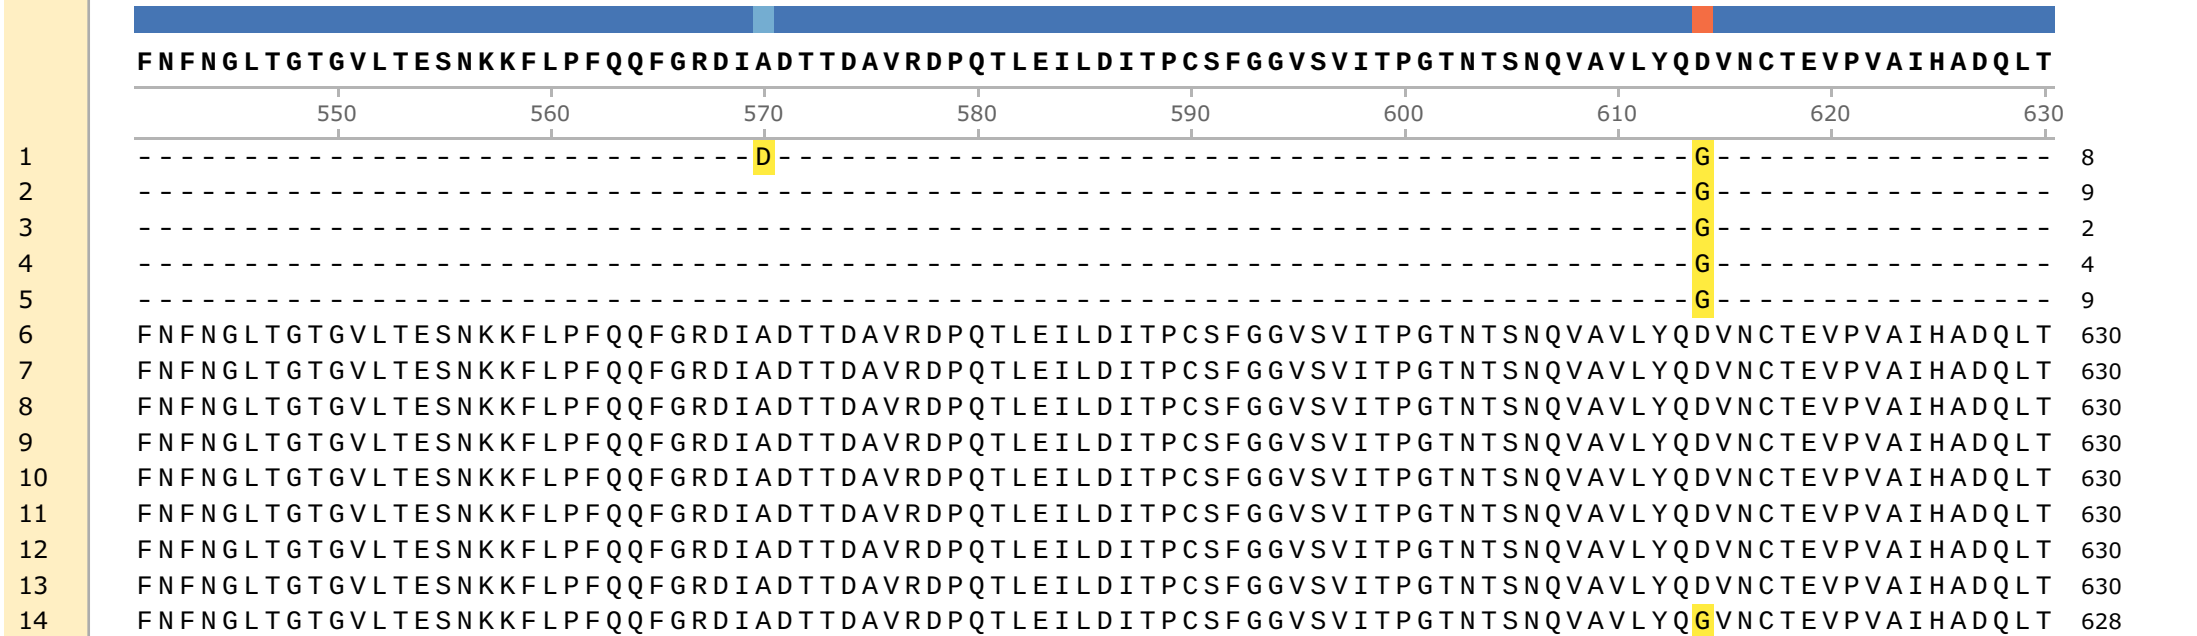 FNFNGLTGTGVLTESNKKFLPFQQFGRDIADTTDAVRDPQTLEILDITPCSFGGVSVITPGTNTSNQVAVLYQDVNCTEVPVAIHADQLT
550 560 570 580 590 600 610 620 630
1 -----------------------------D-------------------------------------------G---------------- 8
2 -------------------------------------------------------------------------G---------------- 9
3 -------------------------------------------------------------------------G---------------- 2
4 -------------------------------------------------------------------------G---------------- 4
5 -------------------------------------------------------------------------G---------------- 9
6 FNFNGLTGTGVLTESNKKFLPFQQFGRDIADTTDAVRDPQTLEILDITPCSFGGVSVITPGTNTSNQVAVLYQDVNCTEVPVAIHADQLT 630
7 FNFNGLTGTGVLTESNKKFLPFQQFGRDIADTTDAVRDPQTLEILDITPCSFGGVSVITPGTNTSNQVAVLYQDVNCTEVPVAIHADQLT 630
8 FNFNGLTGTGVLTESNKKFLPFQQFGRDIADTTDAVRDPQTLEILDITPCSFGGVSVITPGTNTSNQVAVLYQDVNCTEVPVAIHADQLT 630
9 FNFNGLTGTGVLTESNKKFLPFQQFGRDIADTTDAVRDPQTLEILDITPCSFGGVSVITPGTNTSNQVAVLYQDVNCTEVPVAIHADQLT 630
10 FNFNGLTGTGVLTESNKKFLPFQQFGRDIADTTDAVRDPQTLEILDITPCSFGGVSVITPGTNTSNQVAVLYQDVNCTEVPVAIHADQLT 630
11 FNFNGLTGTGVLTESNKKFLPFQQFGRDIADTTDAVRDPQTLEILDITPCSFGGVSVITPGTNTSNQVAVLYQDVNCTEVPVAIHADQLT 630
12 FNFNGLTGTGVLTESNKKFLPFQQFGRDIADTTDAVRDPQTLEILDITPCSFGGVSVITPGTNTSNQVAVLYQDVNCTEVPVAIHADQLT 630
13 FNFNGLTGTGVLTESNKKFLPFQQFGRDIADTTDAVRDPQTLEILDITPCSFGGVSVITPGTNTSNQVAVLYQDVNCTEVPVAIHADQLT 630
14 FNFNGLTGTGVLTESNKKFLPFQQFGRDIADTTDAVRDPQTLEILDITPCSFGGVSVITPGTNTSNQVAVLYQGVNCTEVPVAIHADQLT 628